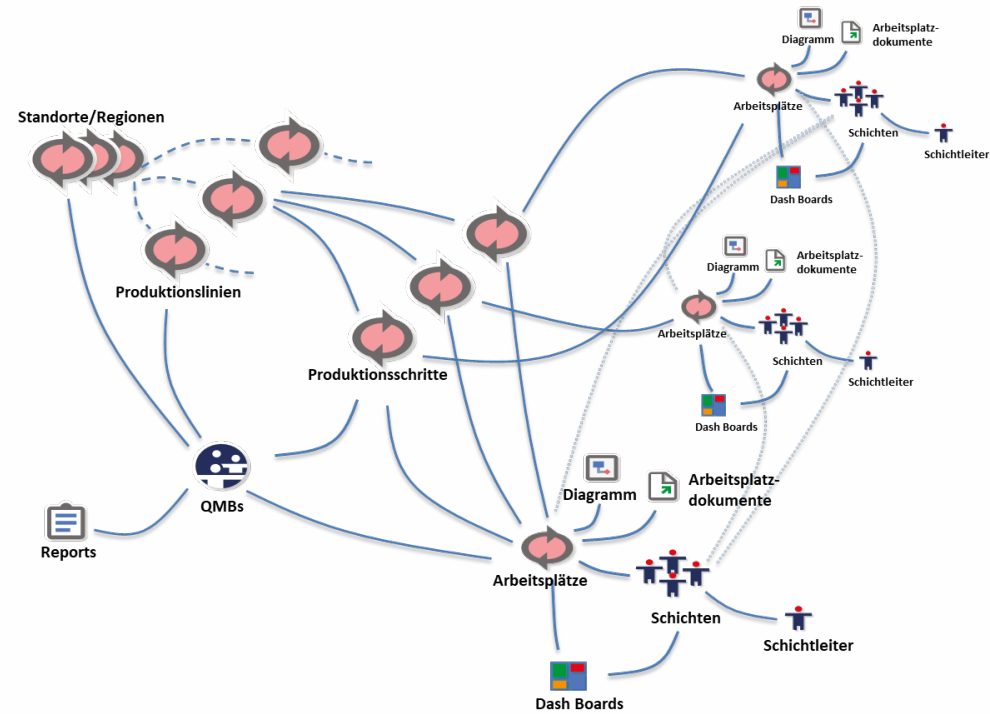 Diagramm
Arbeitsplatz-
dokumente
Arbeitsplätze
Schichten
Schichtleiter
Dash Boards
Standorte/Regionen
Produktionslinien
Diagramm
Arbeitsplatz-
dokumente
Arbeitsplätze
Schichten
Schichtleiter
Dash Boards
Produktionsschritte
QMBs
Reports
Diagramm
Arbeitsplatz-
dokumente
Arbeitsplätze
Schichten
Schichtleiter
Dash Boards